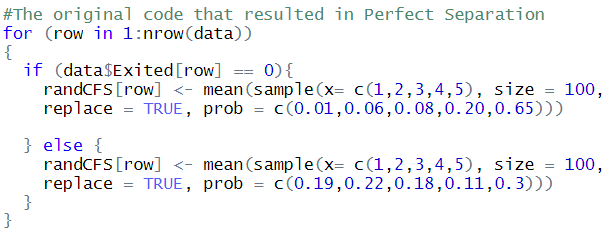 #The original code that resulted in Perfect Separation
for (row in 1:nrow(data))
{
  if (data$Exited[row] == 0){
    randCFS[row] <- mean(sample(x= c(1,2,3,4,5), size = 100,
    replace = TRUE, prob = c(0.01,0.06,0.08,0.20,0.65)))

  } else {
    randCFS[row] <- mean(sample(x= c(1,2,3,4,5), size = 100,
    replace = TRUE, prob = c(0.19,0.22,0.18,0.11,0.3)))
  }
}